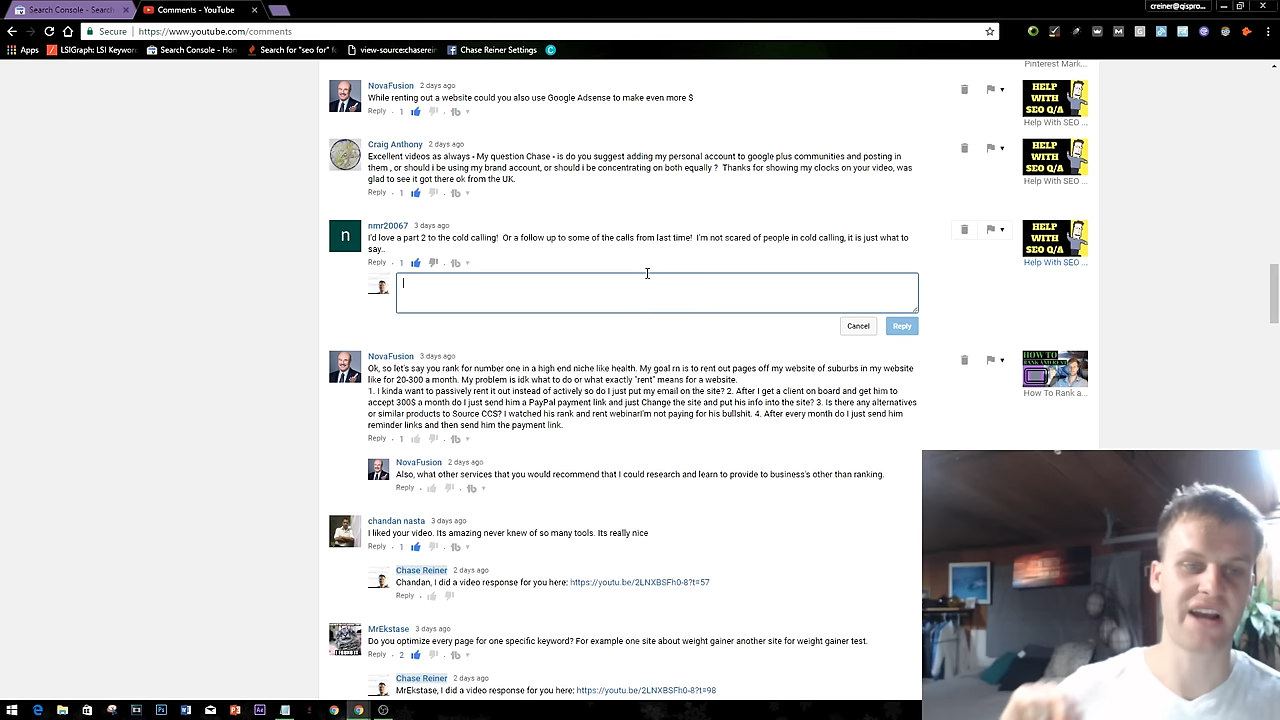 Search Console - Search
Comments - YouTube
creiner@qispro...
Secure
https://www.youtube.com/comments
Apps
LSIGraph: LSI Keywor
Search Console - Hom
Search for "seo for" f
view-source:chaserein
Chase Reiner Settings
Pinterest Mark...
NovaFusion 2 days ago
While renting out a website could you also use Google Adsense to make even more $
Reply 1
HELP
WITH
SEO Q/A
Help With SEO ...
Craig Anthony 2 days ago
Excellent videos as always - My question Chase - is do you suggest adding my personal account to google plus communities and posting in
them , or should i be using my brand account, or should i be concentrating on both equally ? Thanks for showing my clocks on your video, was
glad to see it got there ok from the UK.
Reply 1
HELP
WITH
SEO Q/A
Help With SEO ...
n
nmr20067 3 days ago
I'd love a part 2 to the cold calling! Or a follow up to some of the calls from last time! I'm not scared of people in cold calling, it is just what to
say..
Reply 1
HELP
WITH
SEO Q/A
Help With SEO ...
Cancel
Reply
NovaFusion 3 days ago
Ok, so let's say you rank for number one in a high end niche like health. My goal rn is to rent out pages off my website of suburbs in my website
like for 20-300 a month. My problem is idk what to do or what exactly "rent" means for a website.
1. I kinda want to passively rent it out instead of actively so do I just put my email on the site? 2. After I get a client on board and get him to
accept 300$ a month do I just send him a PayPal payment link and just Change the site and put his info into the site? 3. Is there any alternatives
or similar products to Source CCS? I watched his rank and rent webinarI'm not paying for his bullshit. 4. After every month do I just send him
reminder links and then send him the payment link.
Reply 1
HOW TO
RANK AND RENT
How To Rank a...
NovaFusion 2 days ago
Also, what other services that you would recommend that I could research and learn to provide to business's other than ranking.
Reply
chandan nasta 3 days ago
I liked your video. Its amazing never knew of so many tools. Its really nice
Reply 1
Chase Reiner 2 days ago
Chandan, I did a video response for you here: https://youtu.be/2LNXBSFh0-8?t=57
Reply
MrEkstase 3 days ago
Do you optimize every page for one specific keyword? For example one site about weight gainer another site for weight gainer test.
Reply 2
Chase Reiner 2 days ago
MrEkstase, I did a video response for you here: https://youtu.be/2LNXBSFh0-8?t=98